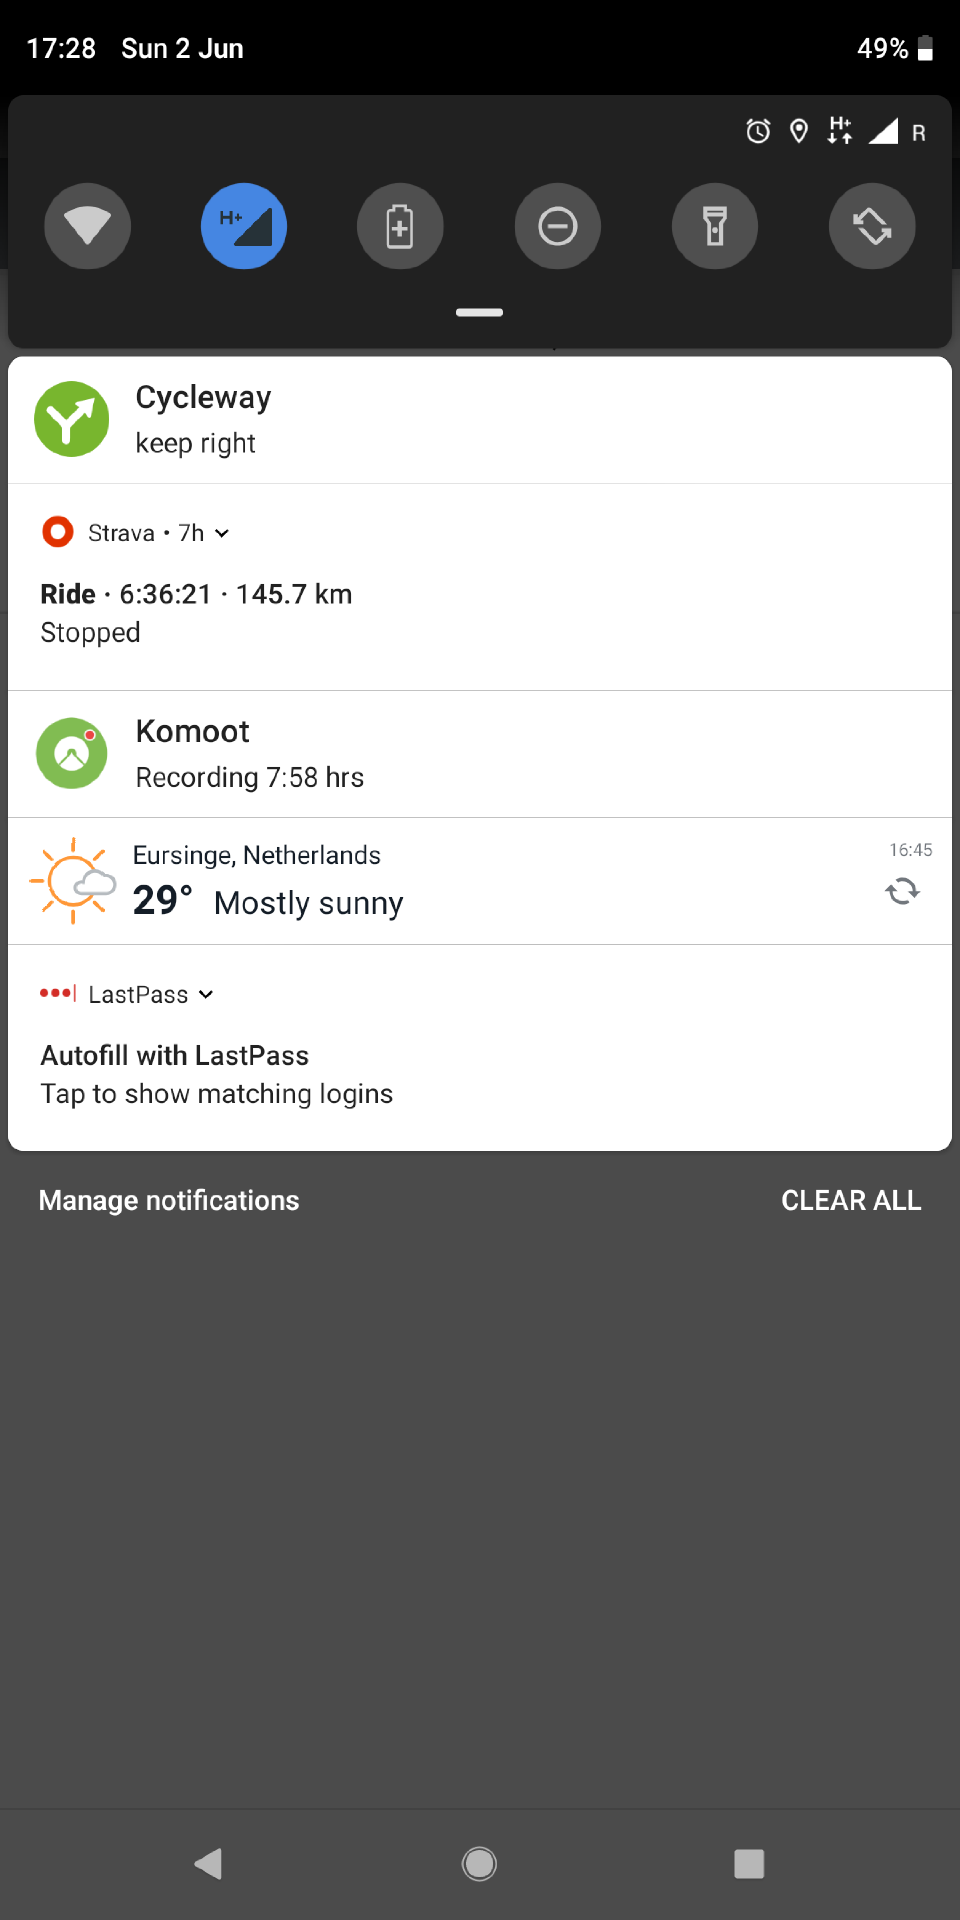 17:28 Sun 2 Jun 49%
H+ R
H+
Cycleway
keep right
Strava • 7h
Ride · 6:36:21 · 145.7 km
Stopped
Komoot
Recording 7:58 hrs
Eursinge, Netherlands 16:45
29° Mostly sunny
LastPass
Autofill with LastPass
Tap to show matching logins
Manage notifications CLEAR ALL